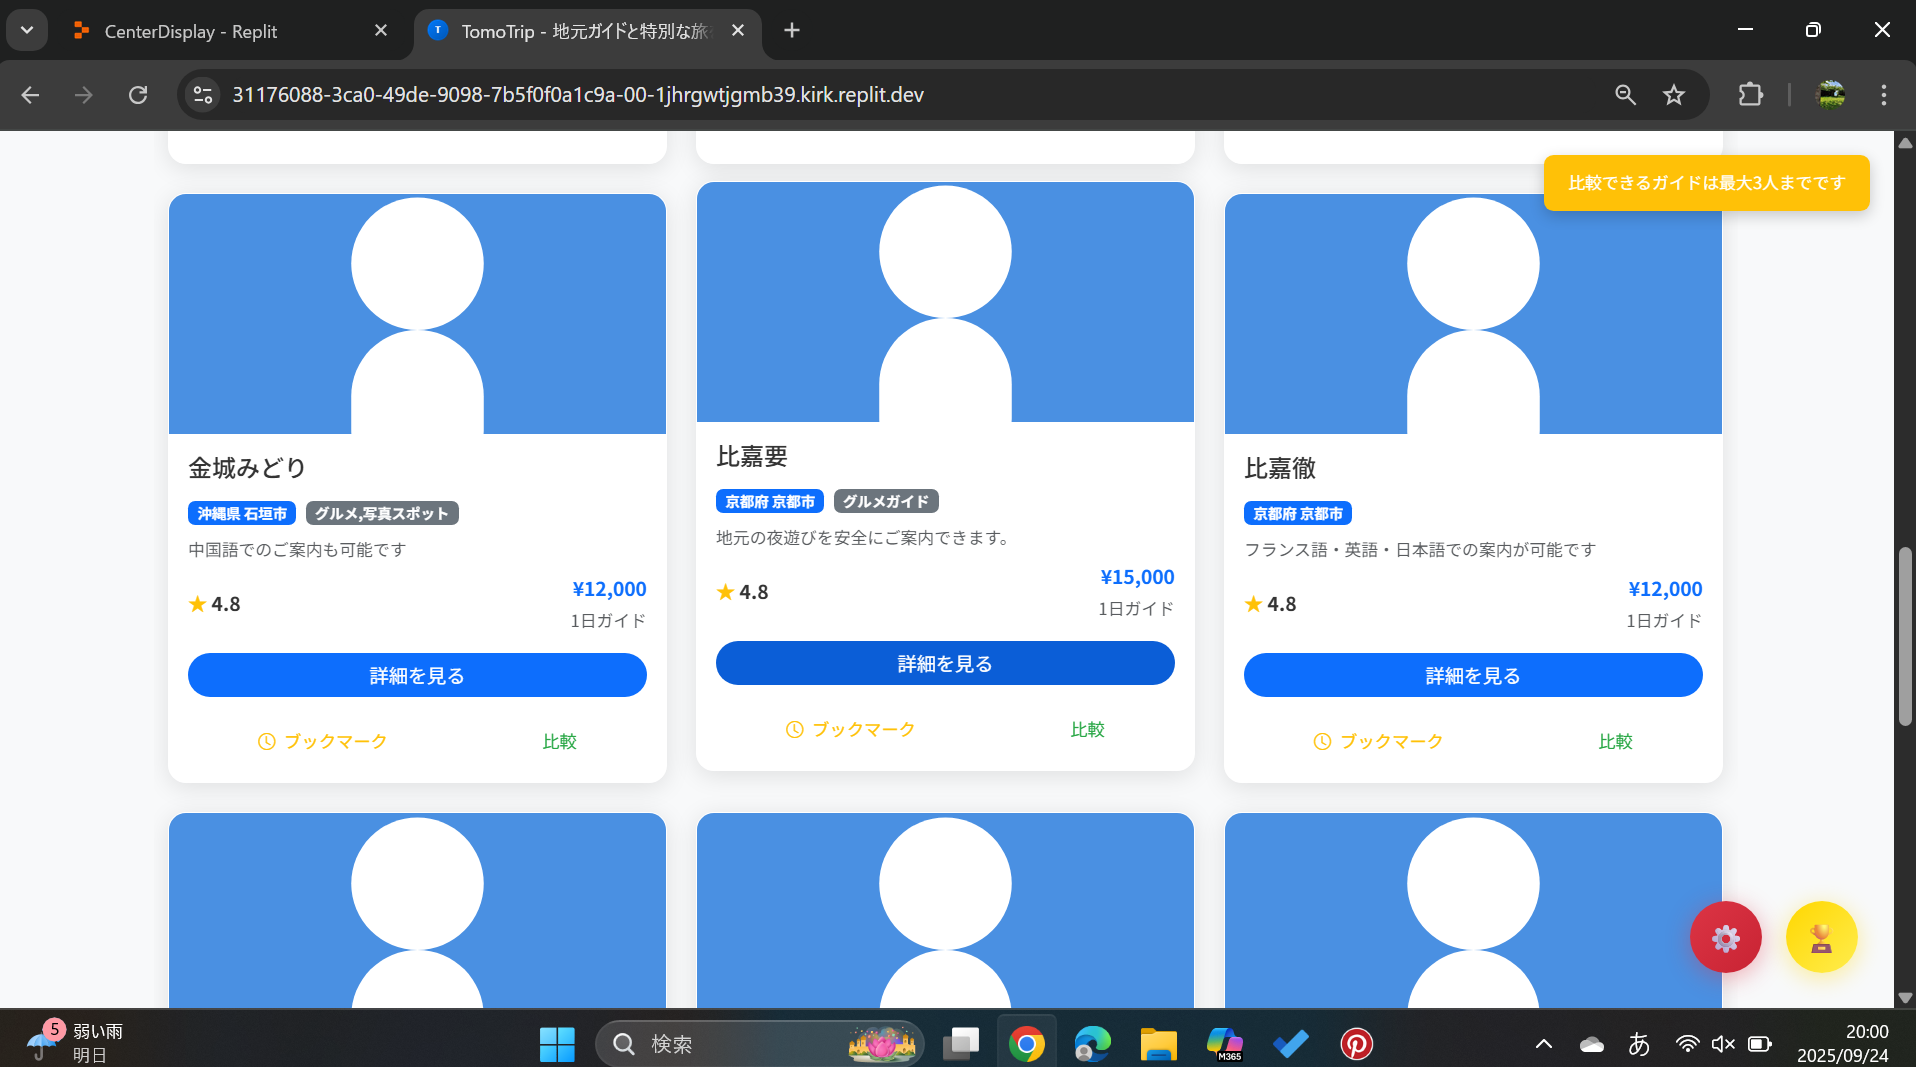 CenterDisplay - Replit
T
TomoTrip - 地元ガイドと特別な旅
31176088-3ca0-49de-9098-7b5f0f0a1c9a-00-1jhrgwtjgmb39.kirk.replit.dev
比較できるガイドは最大3人までです
金城みどり
沖縄県 石垣市 グルメ,写真スポット
中国語でのご案内も可能です
★ 4.8
¥12,000
1日ガイド
詳細を見る
ブックマーク 比較
比嘉要
京都府 京都市 グルメガイド
地元の夜遊びを安全にご案内できます。
★ 4.8
¥15,000
1日ガイド
詳細を見る
ブックマーク 比較
比嘉徹
京都府 京都市
フランス語・英語・日本語での案内が可能です
★ 4.8
¥12,000
1日ガイド
詳細を見る
ブックマーク 比較
5
弱い雨
明日
検索
M365
あ
20:00
2025/09/24